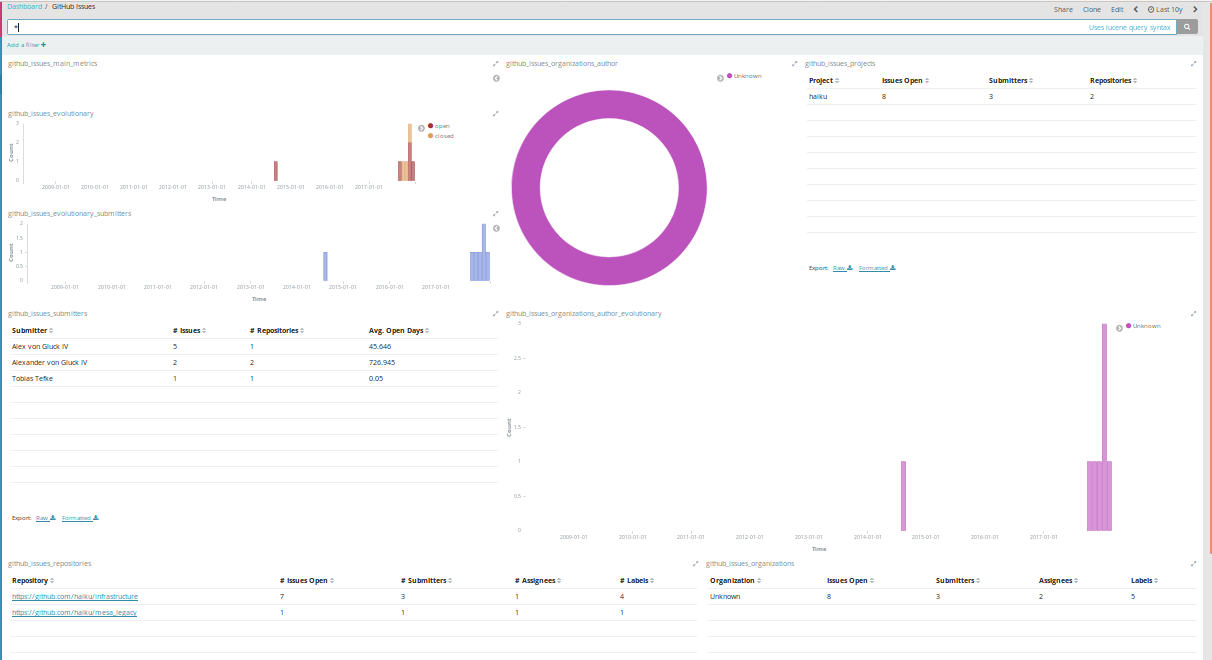 Dashboard / GitHub Issues
Share Clone Edit Last 10y
*
Uses lucene query syntax
Add a filter +
github_issues_main_metrics
github_issues_evolutionary
open
closed
3
2
1
0
Count
2009-01-01 2010-01-01 2011-01-01 2012-01-01 2013-01-01 2014-01-01 2015-01-01 2016-01-01 2017-01-01
Time
github_issues_evolutionary_submitters
2
1.5
1
0.5
0
Count
2009-01-01 2010-01-01 2011-01-01 2012-01-01 2013-01-01 2014-01-01 2015-01-01 2016-01-01 2017-01-01
Time
github_issues_organizations_author
Unknown
github_issues_projects
Project Issues Open Submitters Repositories
haiku 8 3 2
Export: Raw Formatted
github_issues_submitters
Submitter # Issues # Repositories Avg. Open Days
Alex von Gluck IV 5 1 45.646
Alexander von Gluck IV 2 2 726.945
Tobias Tefke 1 1 0.05
Export: Raw Formatted
github_issues_organizations_author_evolutionary
Unknown
3
2.5
2
1.5
1
0.5
0
Count
2009-01-01 2010-01-01 2011-01-01 2012-01-01 2013-01-01 2014-01-01 2015-01-01 2016-01-01 2017-01-01
Time
github_issues_repositories
Repository # Issues Open # Submitters # Assignees # Labels
https://github.com/haiku/infrastructure 7 3 1 4
https://github.com/haiku/mesa_legacy 1 1 1 1
github_issues_organizations
Organization Issues Open Submitters Assignees Labels
Unknown 8 3 2 5